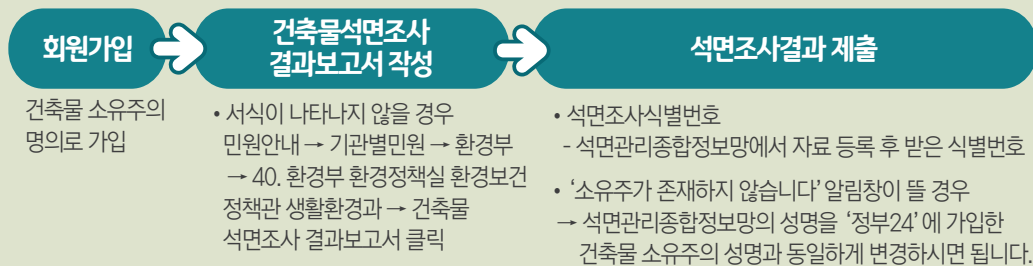 회원가입
건축물 소유주의
명의로 가입
건축물석면조사
결과보고서 작성
• 서식이 나타나지 않을 경우
민원안내 → 기관별민원 → 환경부
→ 40. 환경부 환경정책실 환경보건
정책관 생활환경과 → 건축물
석면조사 결과보고서 클릭
석면조사결과 제출
• 석면조사식별번호
- 석면관리종합정보망에서 자료 등록 후 받은 식별번호
• ‘소유주가 존재하지 않습니다’ 알림창이 뜰 경우
→ 석면관리종합정보망의 성명을 ‘정부24’에 가입한
건축물 소유주의 성명과 동일하게 변경하시면 됩니다.